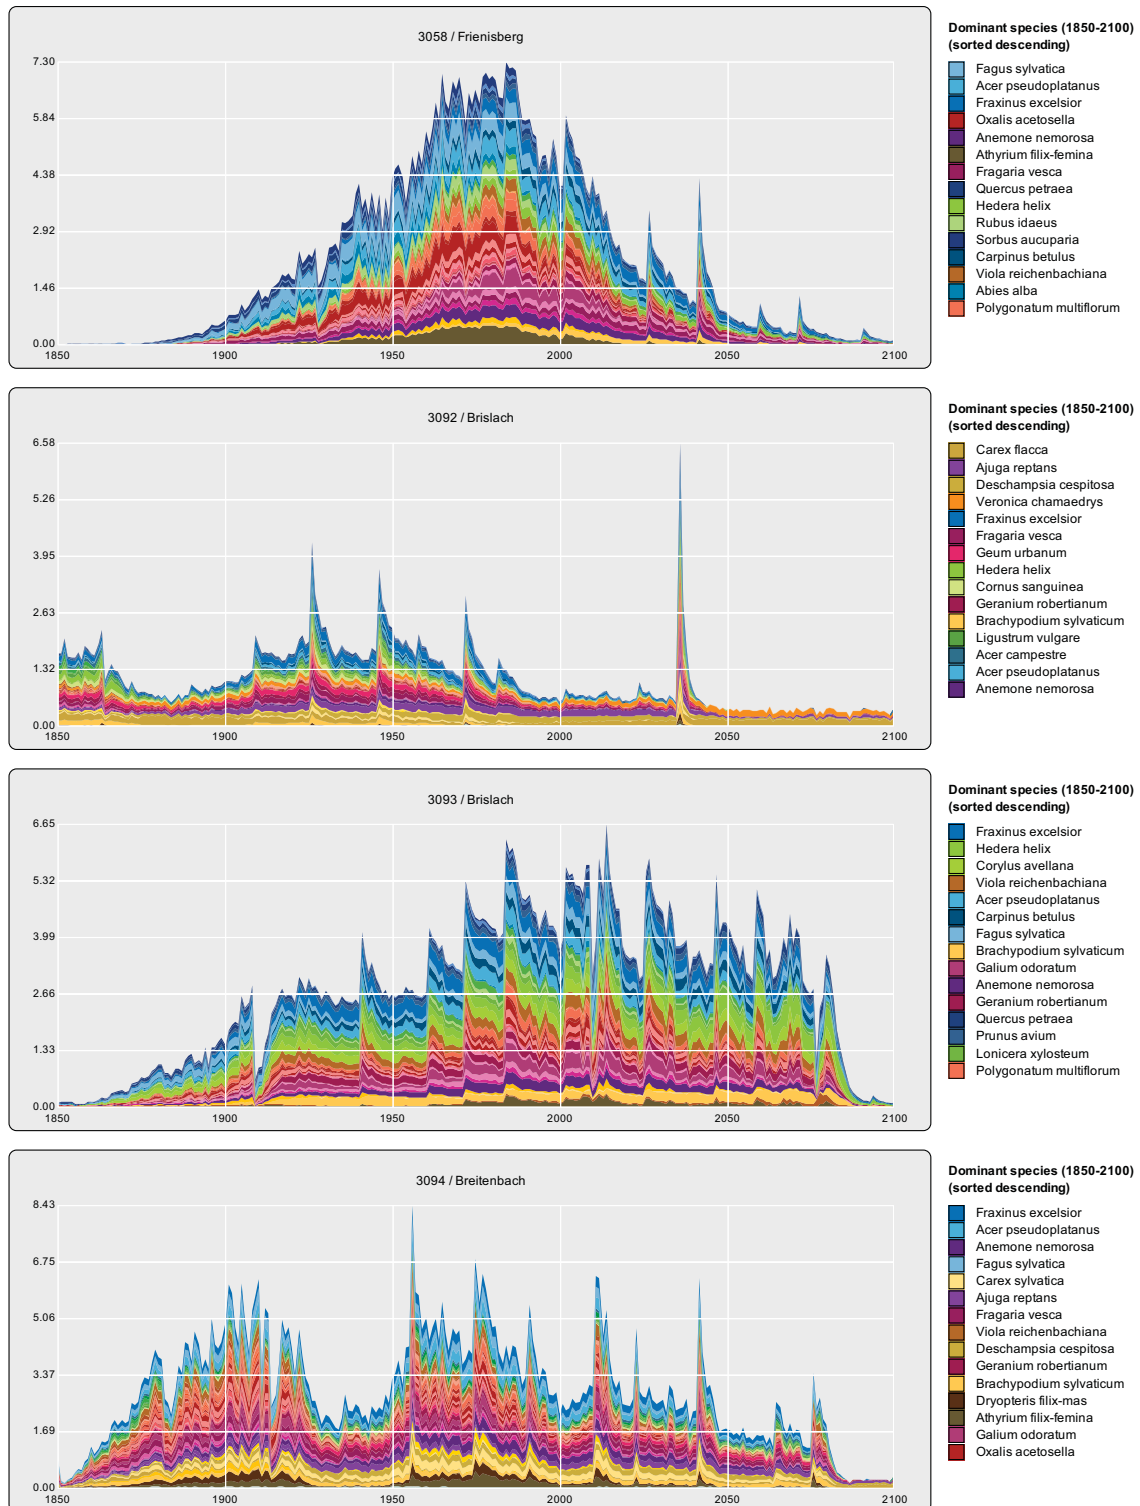 3058 / Frienisberg
7.30
5.84
4.38
2.92
1.46
0.00
1850
1900
1950
2000
2050
2100
Dominant species (1850-2100)
(sorted descending)
Fagus sylvatica
Acer pseudoplatanus
Fraxinus excelsior
Oxalis acetosella
Anemone nemorosa
Athyrium filix-femina
Fragaria vesca
Quercus petraea
Hedera helix
Rubus idaeus
Sorbus aucuparia
Carpinus betulus
Viola reichenbachiana
Abies alba
Polygonatum multiflorum
3092 / Brislach
6.58
5.26
3.95
2.63
1.32
0.00
1850
1900
1950
2000
2050
2100
Dominant species (1850-2100)
(sorted descending)
Carex flacca
Ajuga reptans
Deschampsia cespitosa
Veronica chamaedrys
Fraxinus excelsior
Fragaria vesca
Geum urbanum
Hedera helix
Cornus sanguinea
Geranium robertianum
Brachypodium sylvaticum
Ligustrum vulgare
Acer campestre
Acer pseudoplatanus
Anemone nemorosa
3093 / Brislach
6.65
5.32
3.99
2.66
1.33
0.00
1850
1900
1950
2000
2050
2100
Dominant species (1850-2100)
(sorted descending)
Fraxinus excelsior
Hedera helix
Corylus avellana
Viola reichenbachiana
Acer pseudoplatanus
Carpinus betulus
Fagus sylvatica
Brachypodium sylvaticum
Galium odoratum
Anemone nemorosa
Geranium robertianum
Quercus petraea
Prunus avium
Lonicera xylosteum
Polygonatum multiflorum
3094 / Breitenbach
8.43
6.75
5.06
3.37
1.69
0.00
1850
1900
1950
2000
2050
2100
Dominant species (1850-2100)
(sorted descending)
Fraxinus excelsior
Acer pseudoplatanus
Anemone nemorosa
Fagus sylvatica
Carex sylvatica
Ajuga reptans
Fragaria vesca
Viola reichenbachiana
Deschampsia cespitosa
Geranium robertianum
Brachypodium sylvaticum
Dryopteris filix-mas
Athyrium filix-femina
Galium odoratum
Oxalis acetosella